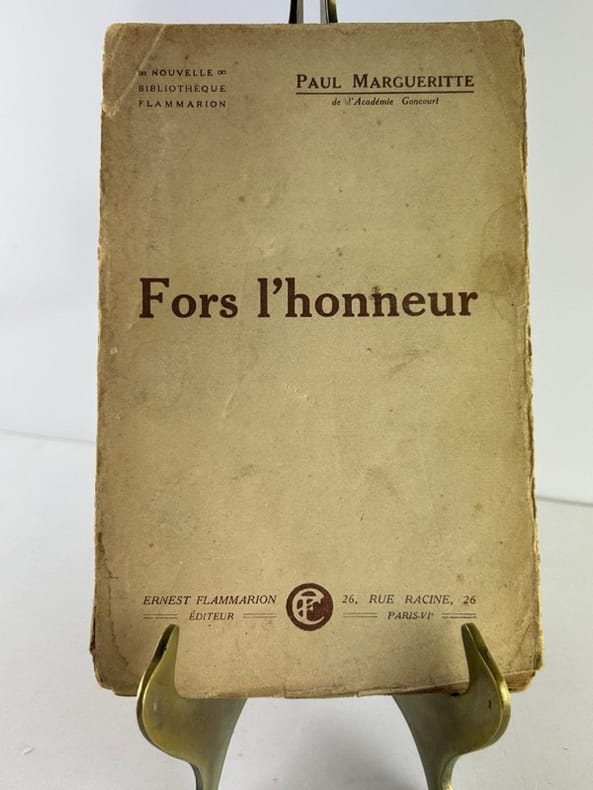 ∞ NOUVELLE ∞
BIBLIOTHÈQUE
FLAMMARION
PAUL MARGUERITTE
de l'Académie Goncourt
Fors l'honneur
ERNEST FLAMMARION
ÉDITEUR
26, RUE RACINE, 26
PARIS-VIᵉ